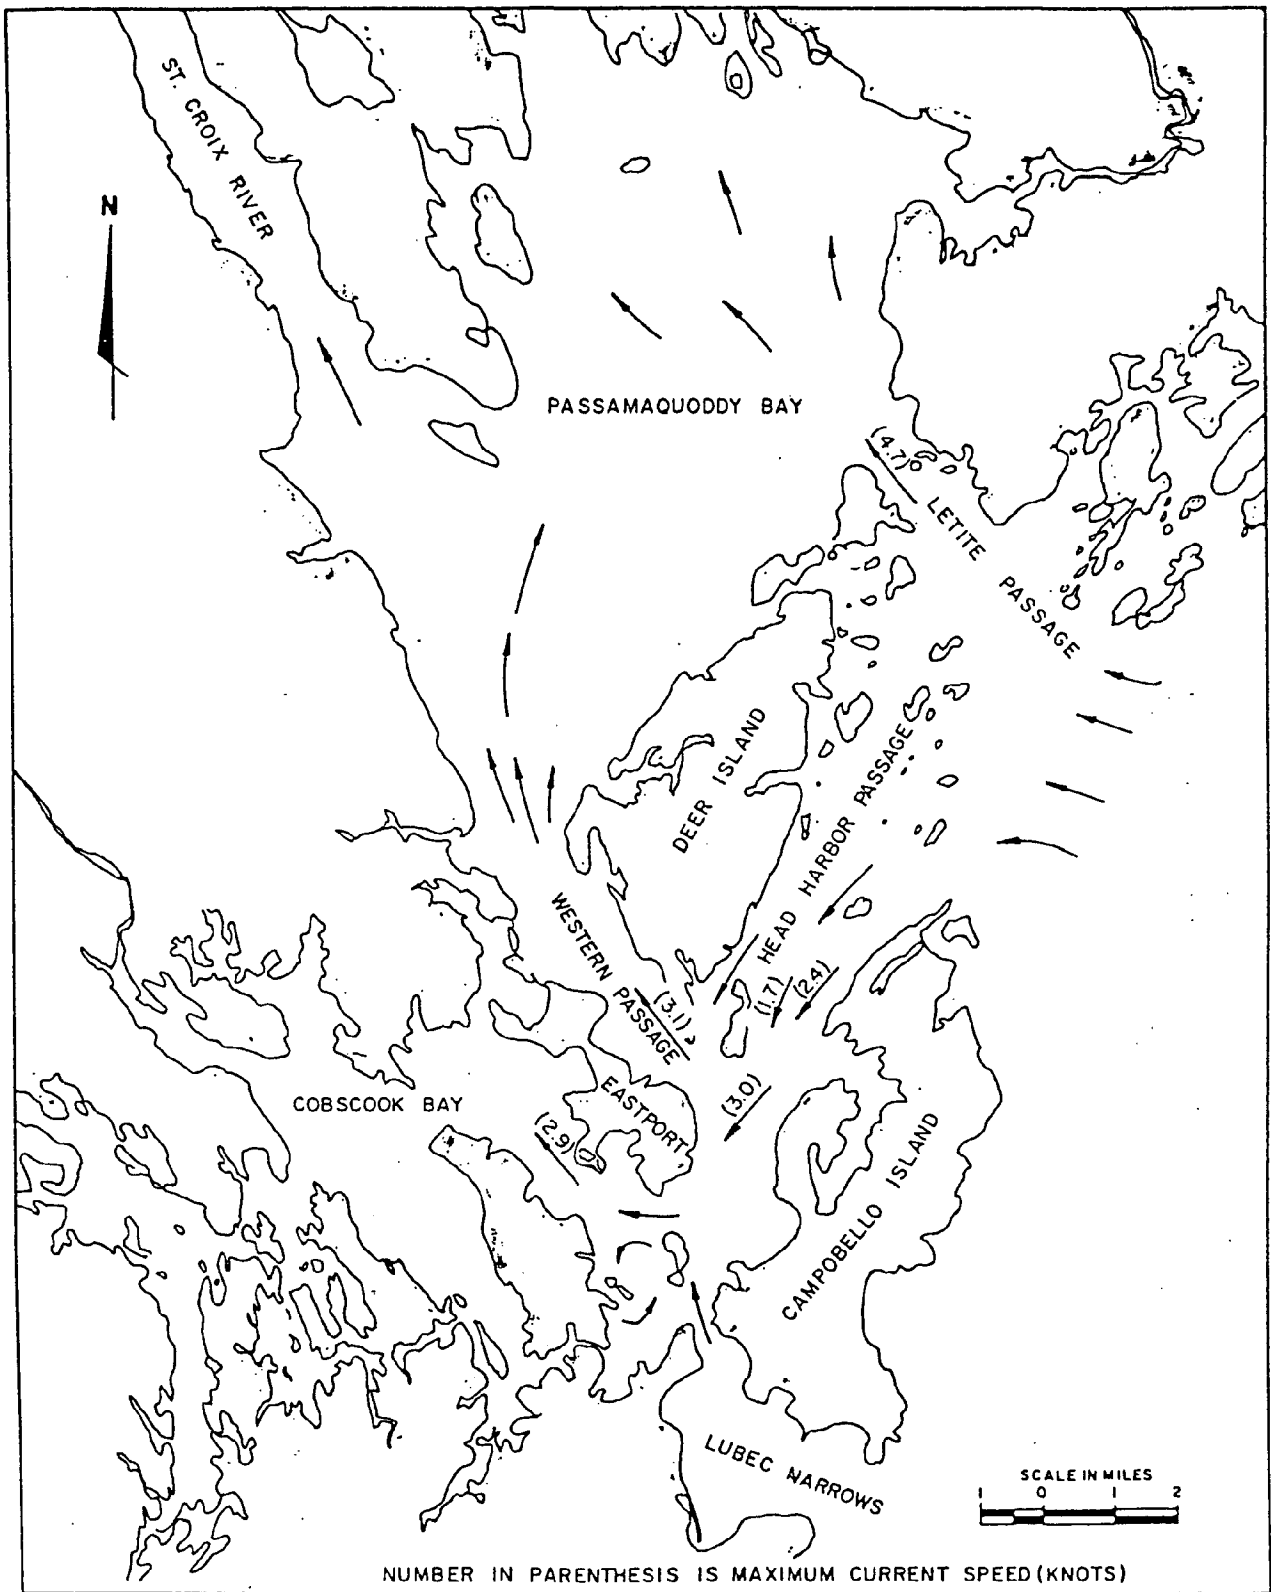 ST. CROIX RIVER
N
PASSAMAQUODDY BAY
(4.7)
LETITE PASSAGE
DEER ISLAND
HEAD HARBOR PASSAGE
WESTERN PASSAGE
(3.1)
(1.7)
(2.4)
COBSCOOK BAY
EASTPORT
(3.0)
(2.9)
CAMPOBELLO ISLAND
LUBEC NARROWS
SCALE IN MILES
1 0 1 2
NUMBER IN PARENTHESIS IS MAXIMUM CURRENT SPEED (KNOTS)